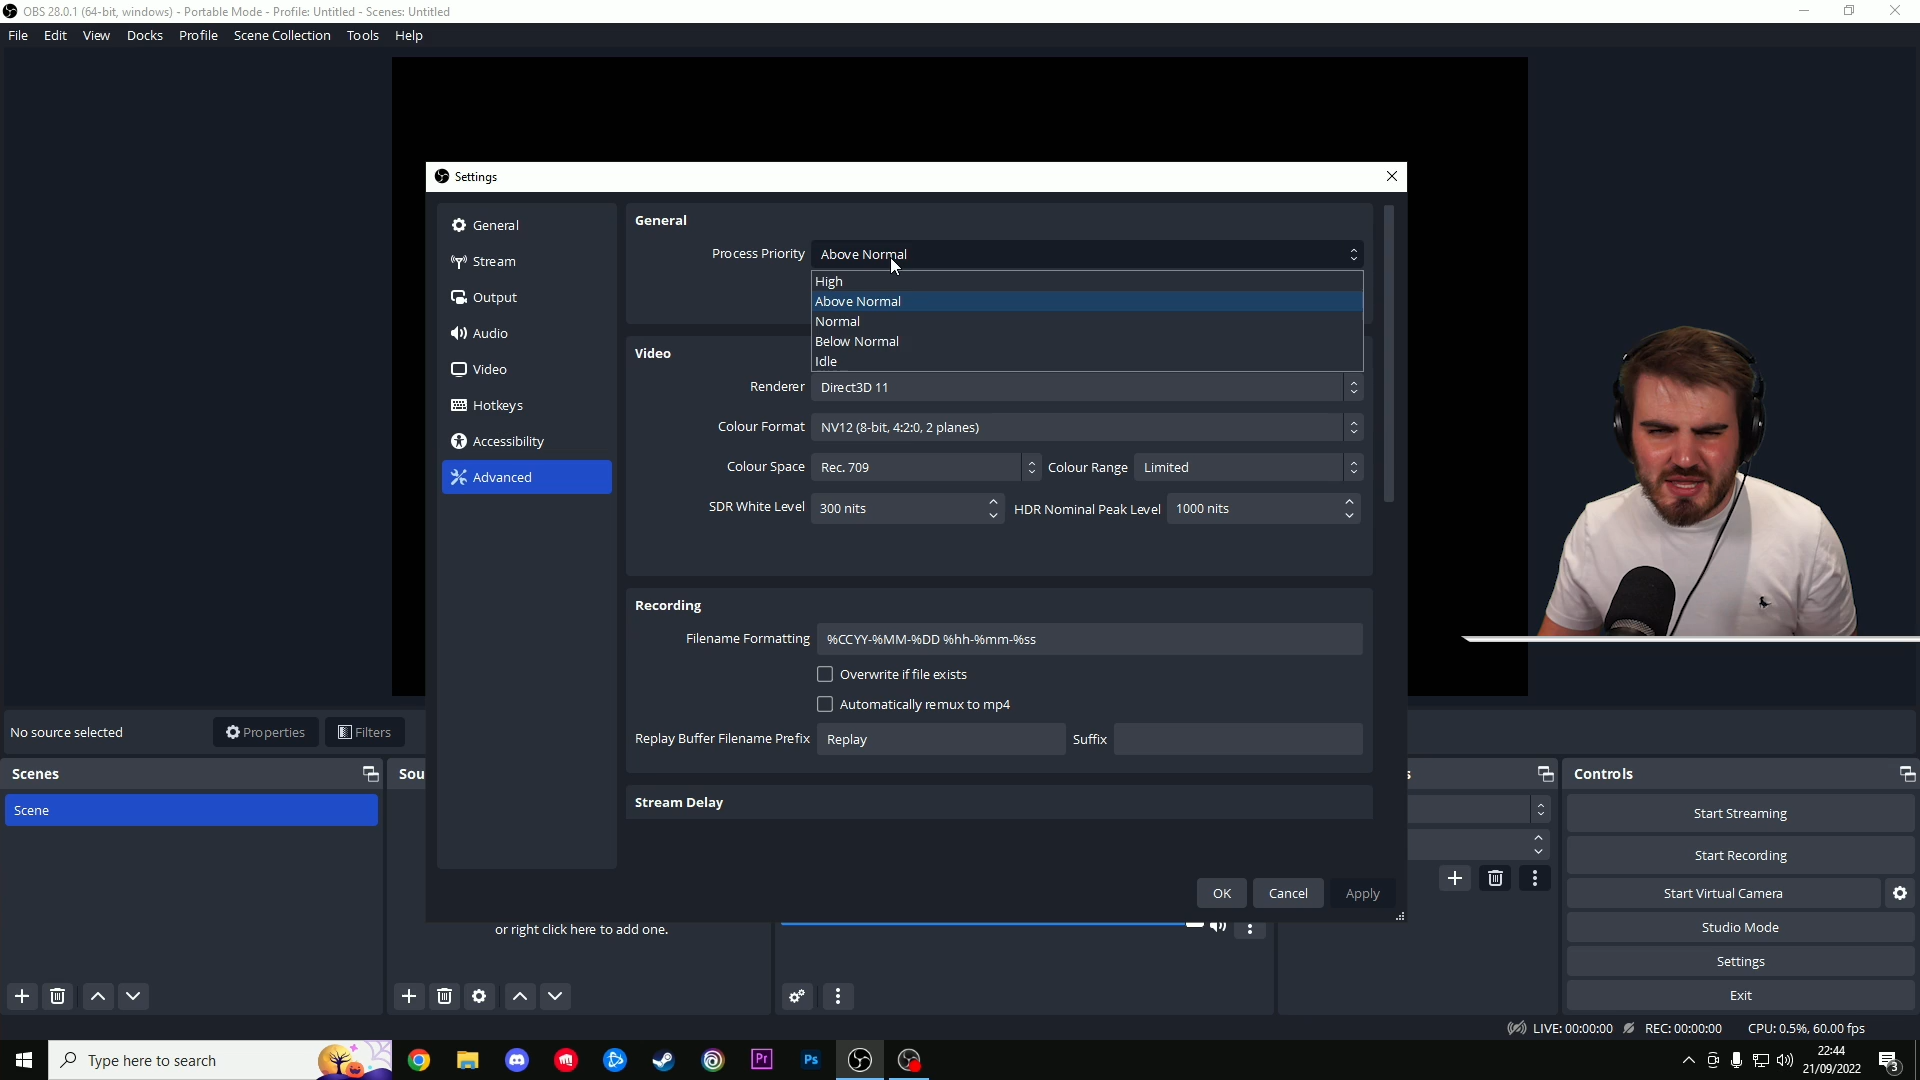 OBS 28.0.1 (64-bit, windows) - Portable Mode - Profile: Untitled - Scenes: Untitled
File Edit View Docks Profile Scene Collection Tools Help
Settings
General
Stream
Output
Audio
Video
Hotkeys
Accessibility
Advanced
General
Process Priority Above Normal
High
Above Normal
Normal
Below Normal
Idle
Video
Renderer Direct3D 11
Colour Format NV12 (8-bit, 4:2:0, 2 planes)
Colour Space Rec. 709 Colour Range Limited
SDR White Level 300 nits HDR Nominal Peak Level 1000 nits
Recording
Filename Formatting %CCYY-%MM-%DD %hh-%mm-%ss
Overwrite if file exists
Automatically remux to mp4
Replay Buffer Filename Prefix Replay Suffix
Stream Delay
OK Cancel Apply
No source selected Properties Filters
Scenes
Scene
Sou
or right click here to add one.
s
Controls
Start Streaming
Start Recording
Start Virtual Camera
Studio Mode
Settings
Exit
LIVE: 00:00:00 REC: 00:00:00 CPU: 0.5%, 60.00 fps
Type here to search
Pr
Ps
22:44
21/09/2022
3